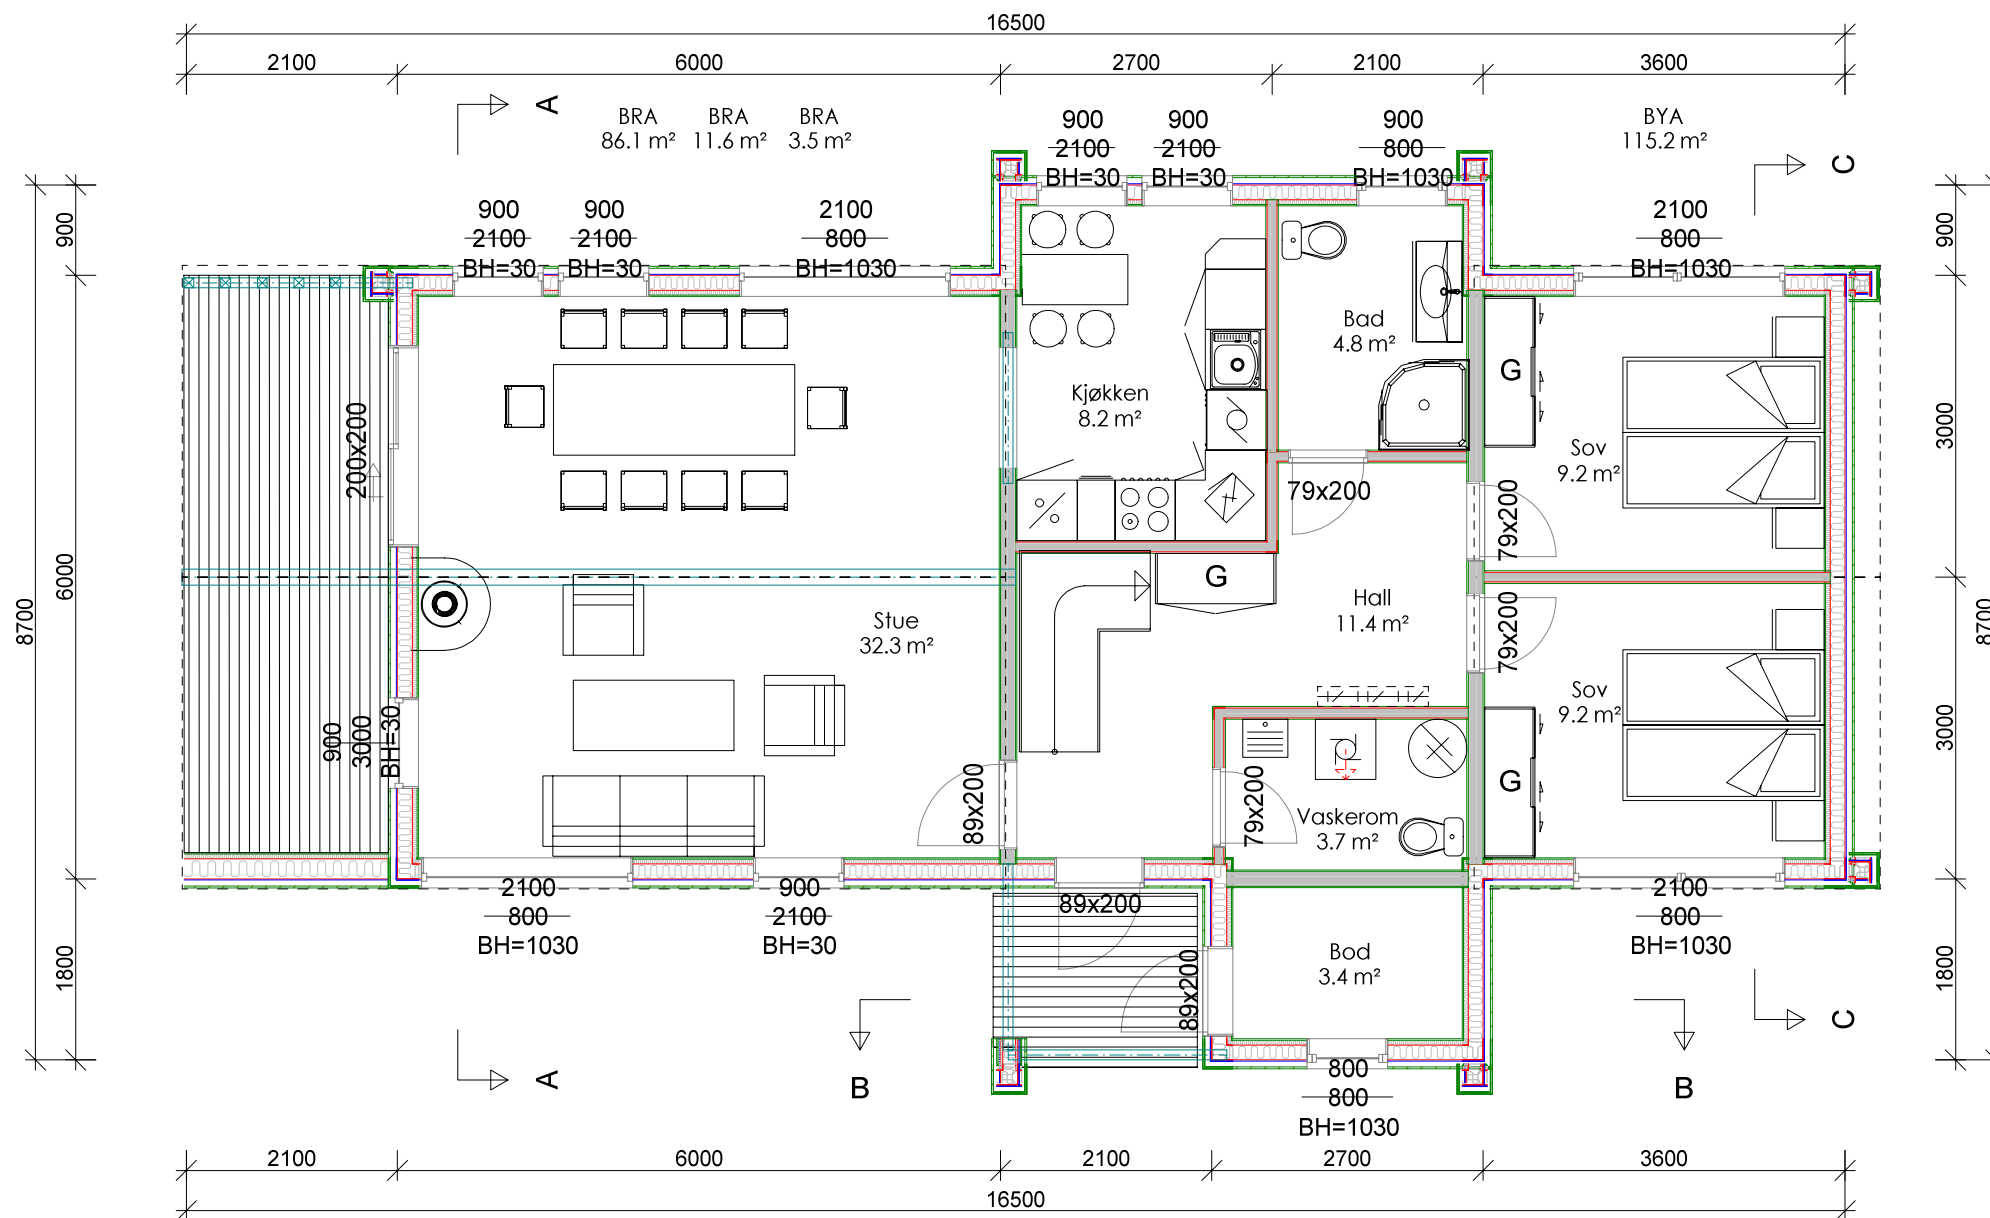 16500
2100 6000 2700 2100 3600
A
BRA BRA BRA
86.1 m² 11.6 m² 3.5 m²
BYA
115.2 m²
C
900 900 900
2100 2100 800
BH=30 BH=30 BH=1030
900 900 2100 2100
2100 2100 800 800
BH=30 BH=30 BH=1030 BH=1030
900
900
8700
6000
1800
3000
3000
1800
8700
Bad
4.8 m²
G
Kjøkken
8.2 m²
200x200
Sov
9.2 m²
79x200
79x200
G
Hall
11.4 m²
Stue
32.3 m²
79x200
Sov
9.2 m²
900
3000
BH=30
G
89x200
79x200
Vaskerom
3.7 m²
2100 900 2100
800 2100 800
BH=1030 BH=30 BH=1030
89x200
89x200
Bod
3.4 m²
C
A
B
B
800
800
BH=1030
2100 6000 2100 2700 3600
16500